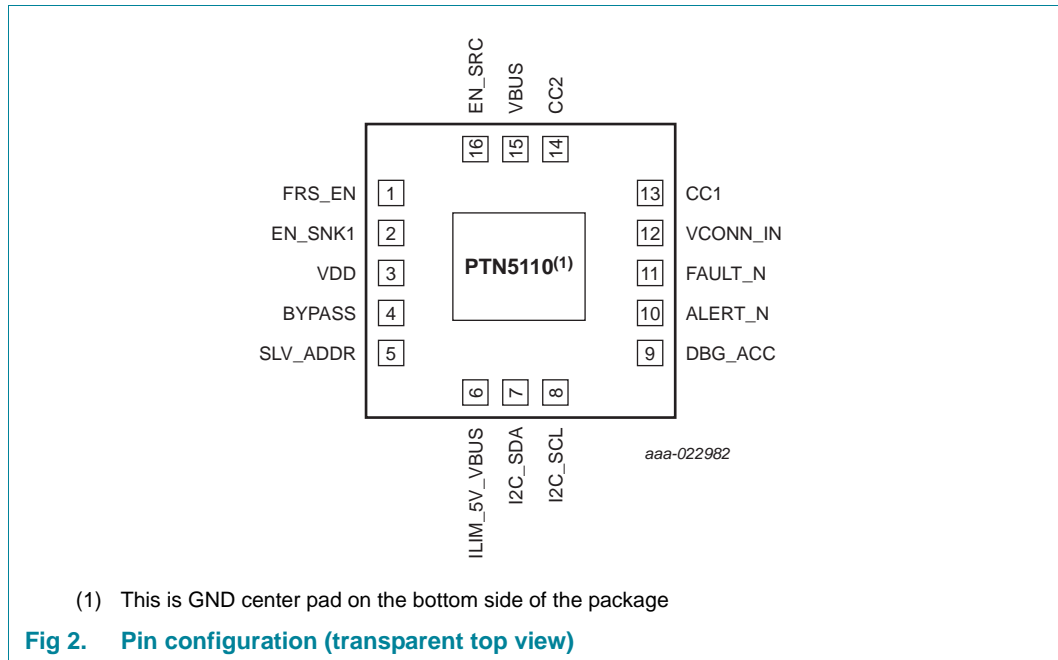 EN_SRC
VBUS
CC2
16
15
14
FRS_EN 1
EN_SNK1 2
VDD 3
BYPASS 4
SLV_ADDR 5
PTN5110(1)
13 CC1
12 VCONN_IN
11 FAULT_N
10 ALERT_N
9 DBG_ACC
6
7
8
ILIM_5V_VBUS
I2C_SDA
I2C_SCL
aaa-022982
(1) This is GND center pad on the bottom side of the package
Fig 2. Pin configuration (transparent top view)